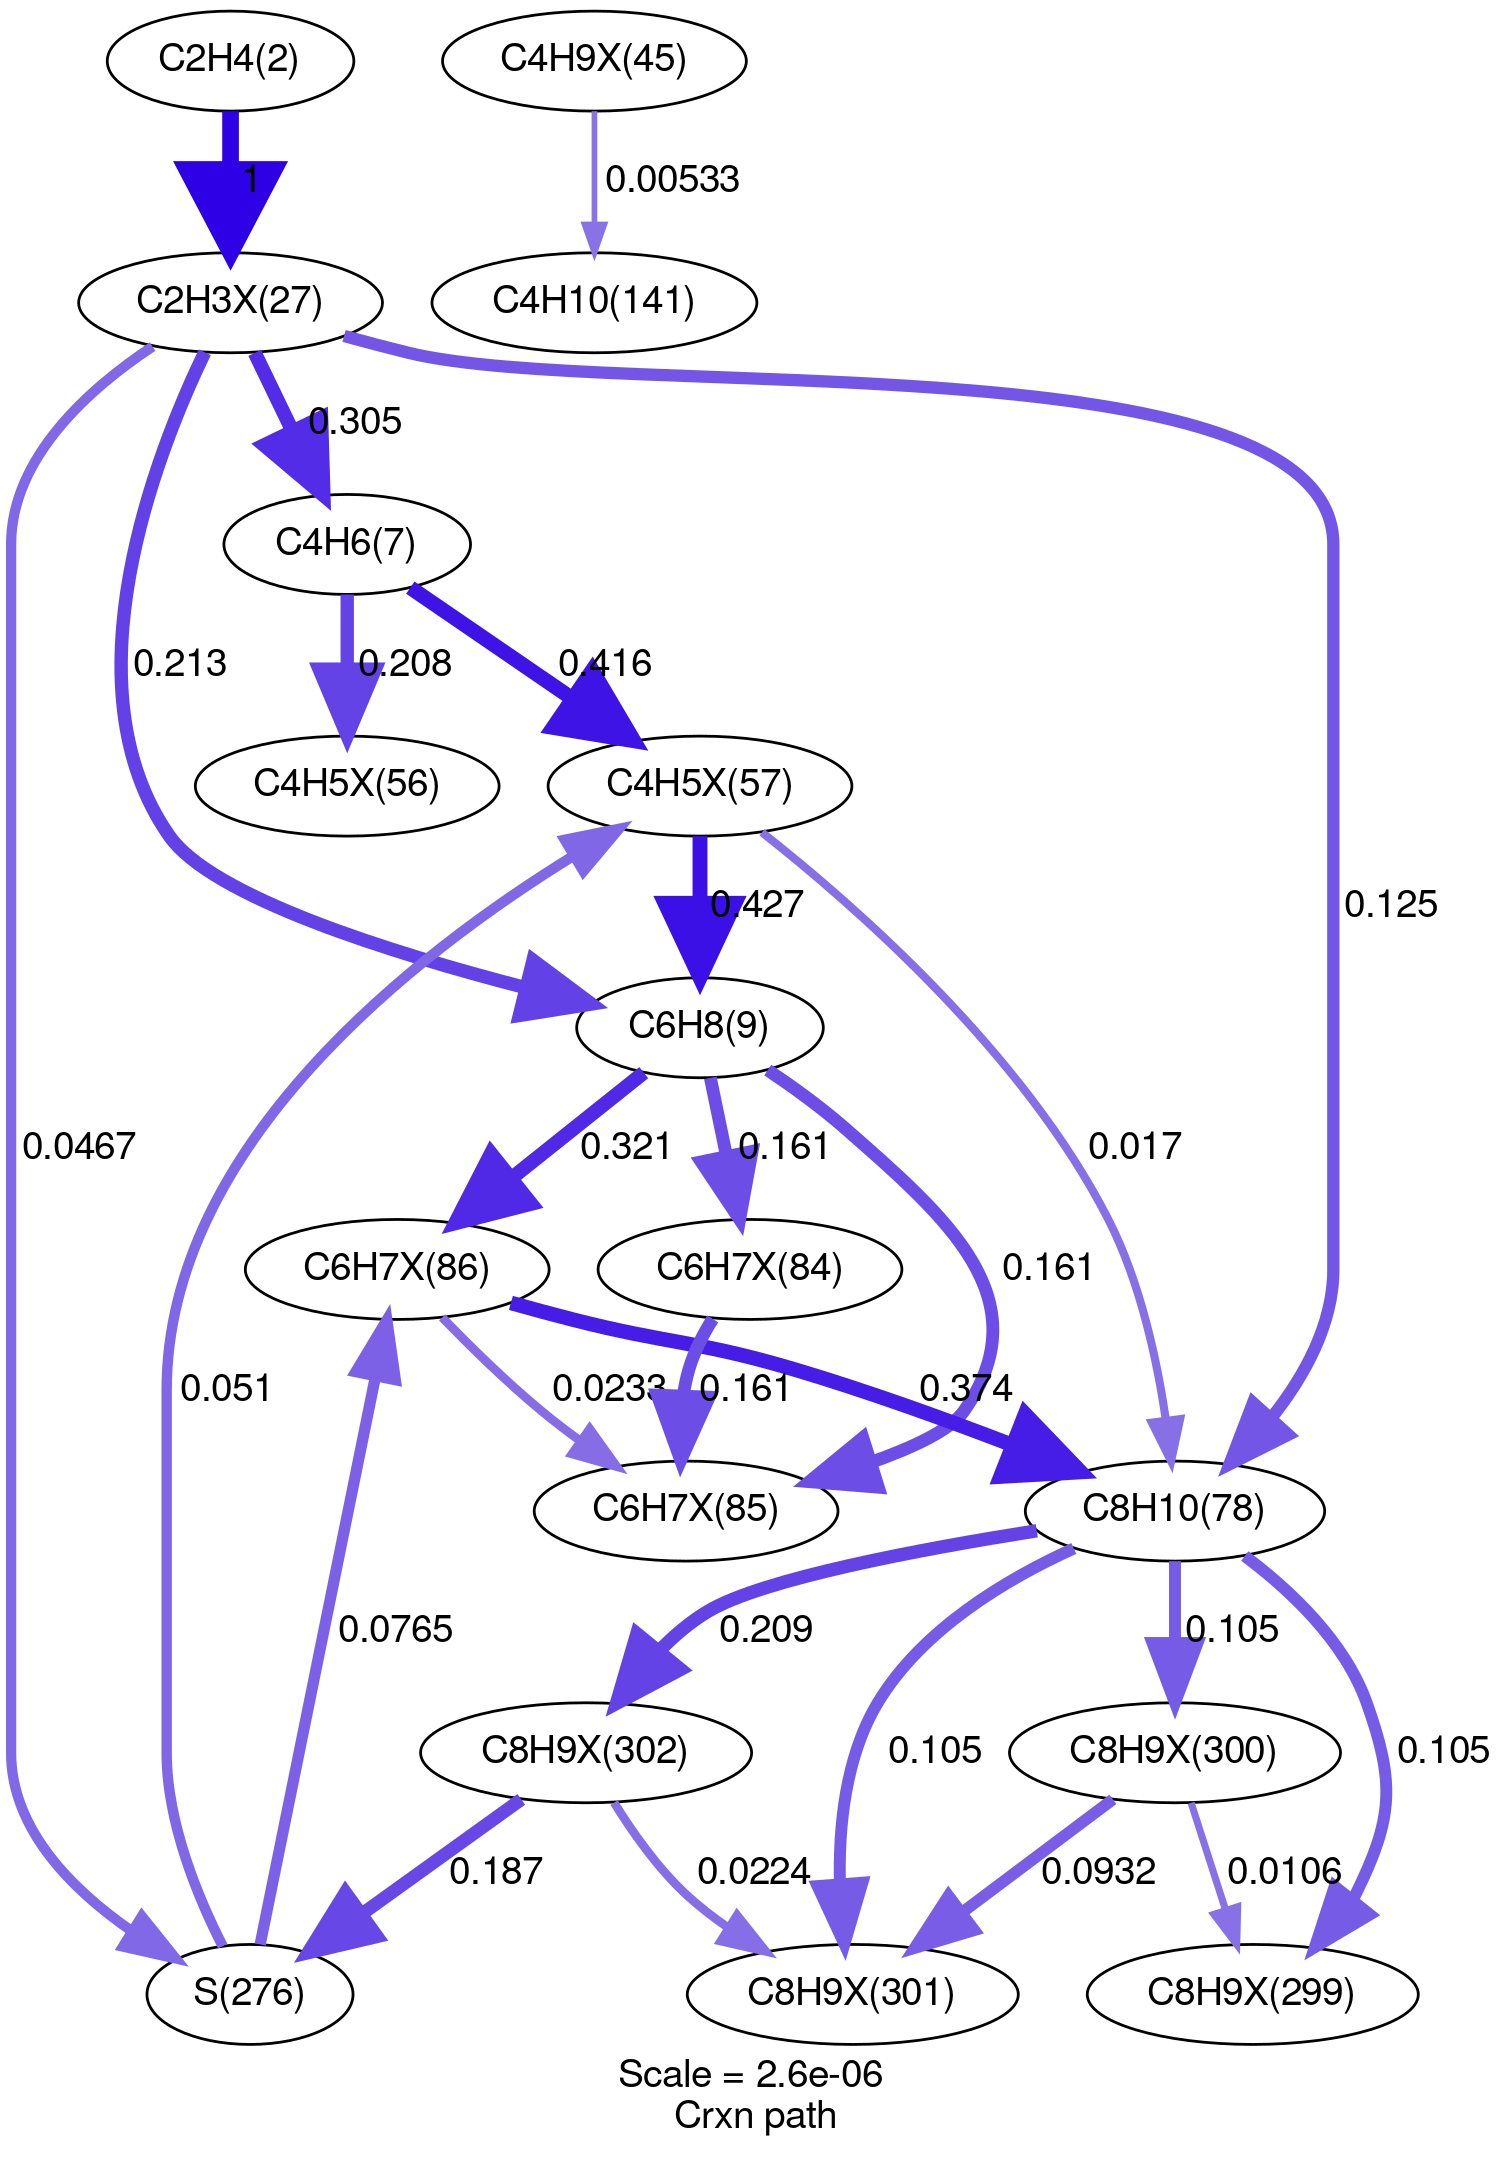 C2H4(2)
C4H9X(45)
1
0.00533
C2H3X(27)
C4H10(141)
0.305
C4H6(7)
0.213
0.208
0.416
C4H5X(56)
C4H5X(57)
0.427
0.125
C6H8(9)
0.0467
0.321
0.161
0.017
C6H7X(86)
C6H7X(84)
0.161
0.051
0.0233
0.161
0.374
C6H7X(85)
C8H10(78)
0.0765
0.209
0.105
C8H9X(302)
0.105
C8H9X(300)
0.105
0.187
0.0224
0.0932
0.0106
S(276)
C8H9X(301)
C8H9X(299)
Scale = 2.6e-06
Crxn path